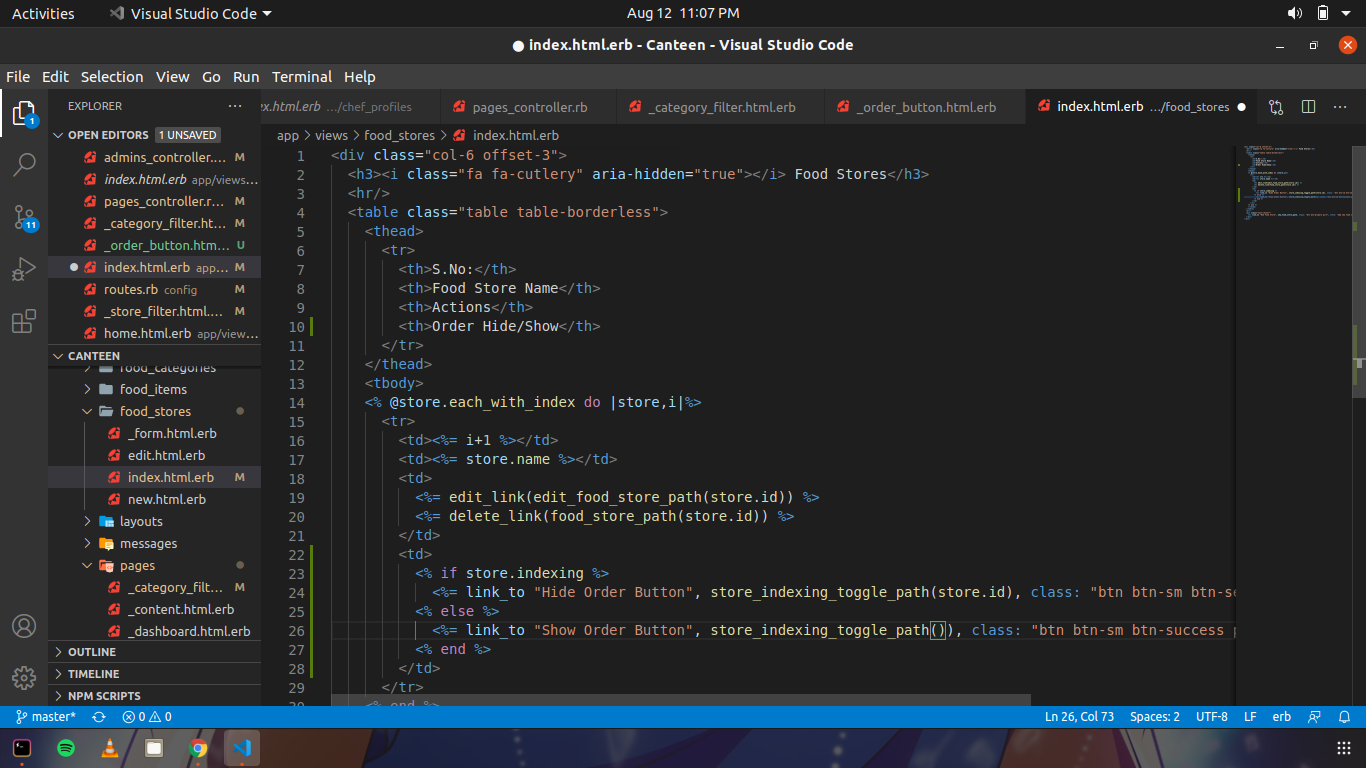 Activities
Visual Studio Code
Aug 12 11:07 PM
index.html.erb - Canteen - Visual Studio Code
File Edit Selection View Go Run Terminal Help
EXPLORER
OPEN EDITORS 1 UNSAVED
admins_controller.... M
index.html.erb app/views...
pages_controller.r... M
_category_filter.ht... M
_order_button.htm... U
index.html.erb app... M
routes.rb config M
_store_filter.html.... M
home.html.erb app/view...
CANTEEN
food_categories
food_items
food_stores
_form.html.erb
edit.html.erb
index.html.erb M
new.html.erb
layouts
messages
pages
_category_filt... M
_content.html.erb
_dashboard.html.erb
OUTLINE
TIMELINE
NPM SCRIPTS
1
11
ex.html.erb .../chef_profiles
pages_controller.rb
_category_filter.html.erb
_order_button.html.erb
index.html.erb .../food_stores
app > views > food_stores > index.html.erb
1 <div class="col-6 offset-3">
2 <h3><i class="fa fa-cutlery" aria-hidden="true"></i> Food Stores</h3>
3 <hr/>
4 <table class="table table-borderless">
5 <thead>
6 <tr>
7 <th>S.No:</th>
8 <th>Food Store Name</th>
9 <th>Actions</th>
10 <th>Order Hide/Show</th>
11 </tr>
12 </thead>
13 <tbody>
14 <% @store.each_with_index do |store,i|%>
15 <tr>
16 <td><%= i+1 %></td>
17 <td><%= store.name %></td>
18 <td>
19 <%= edit_link(edit_food_store_path(store.id)) %>
20 <%= delete_link(food_store_path(store.id)) %>
21 </td>
22 <td>
23 <% if store.indexing %>
24 <%= link_to "Hide Order Button", store_indexing_toggle_path(store.id), class: "btn btn-sm btn-se
25 <% else %>
26 <%= link_to "Show Order Button", store_indexing_toggle_path()), class: "btn btn-sm btn-success p
27 <% end %>
28 </td>
29 </tr>
30 <% end %>
master* 0 0
Ln 26, Col 73 Spaces: 2 UTF-8 LF erb